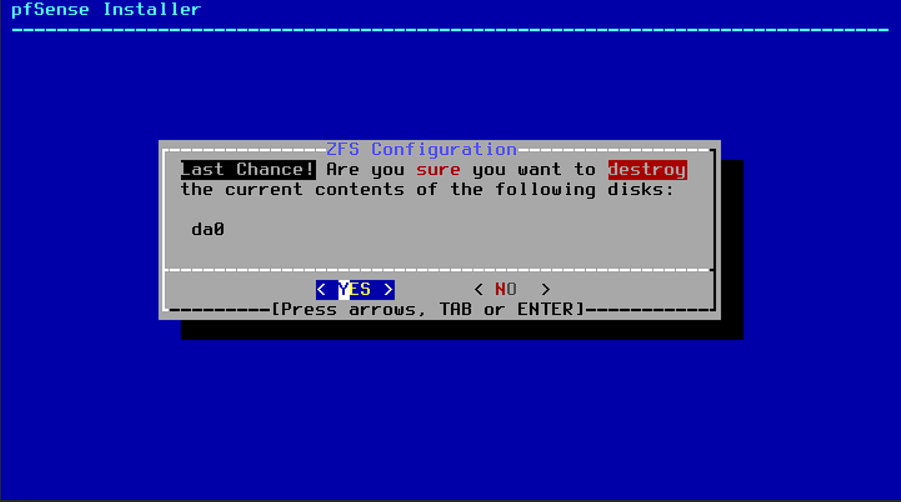 pfSense Installer
ZFS Configuration
Last Chance! Are you sure you want to destroy
the current contents of the following disks:
da0
< YES > < NO >
[Press arrows, TAB or ENTER]